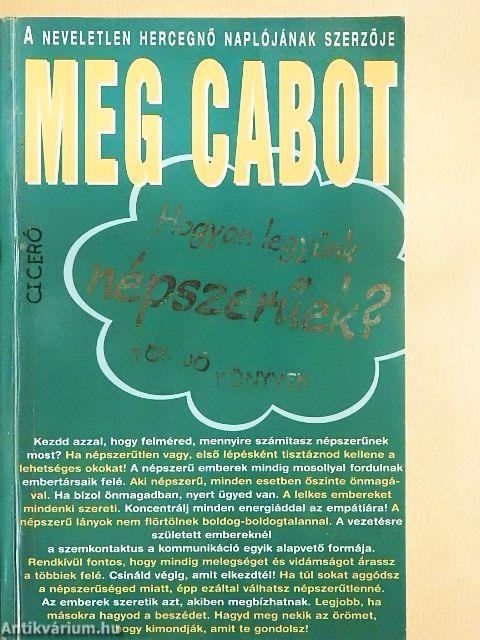 A NEVELETLEN HERCEGNŐ NAPLÓJÁNAK SZERZŐJE
MEG CABOT
CICERÓ
Hogyan legyünk
népszerűek?
TÖK JÓ
KÖNYVEK
Kezdd azzal, hogy felméred, mennyire számítasz népszerűnek
most? Ha népszerűtlen vagy, első lépésként tisztáznod kellene a
lehetséges okokat! A népszerű emberek mindig mosollyal fordulnak
embertársaik felé. Aki népszerű, minden esetben őszinte önmagá-
val. Ha bízol önmagadban, nyert ügyed van. A lelkes embereket
mindenki szereti. Koncentrálj minden energiáddal az empátiára! A
népszerű lányok nem flörtölnek boldog-boldogtalannal. A vezetésre
született embereknél
a szemkontaktus a kommunikáció egyik alapvető formája.
Rendkívül fontos, hogy mindig melegséget és vidámságot árassz
a többiek felé. Csináld végig, amit elkezdtél! Ha túl sokat aggódsz
a népszerűséged miatt, épp ezáltal válhatsz népszerűtlenné.
Az emberek szeretik azt, akiben megbízhatnak. Legjobb, ha
másokra hagyod a beszédet. Hagyd meg nekik az örömet,
hogy kimondják, amit te gondolsz!
Antikvárium.hu